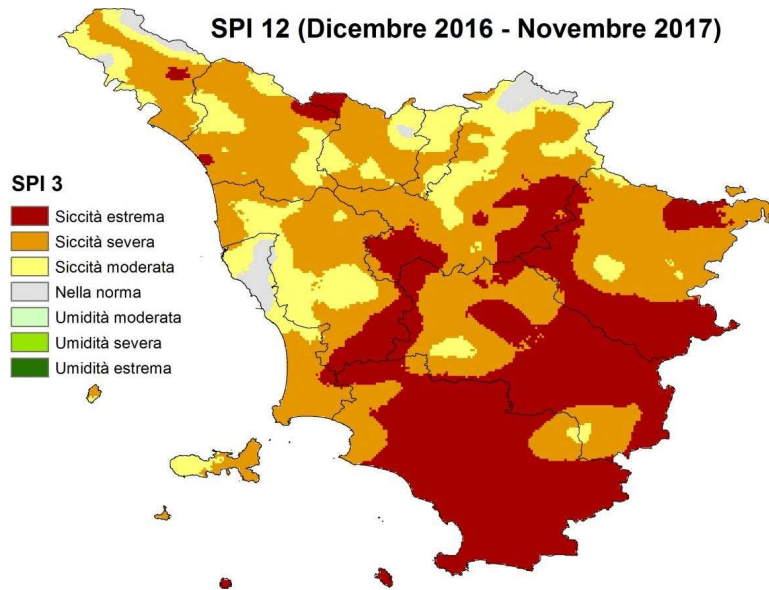 SPI 12 (Dicembre 2016 - Novembre 2017)
SPI 3
Siccità estrema
Siccità severa
Siccità moderata
Nella norma
Umidità moderata
Umidità severa
Umidità estrema